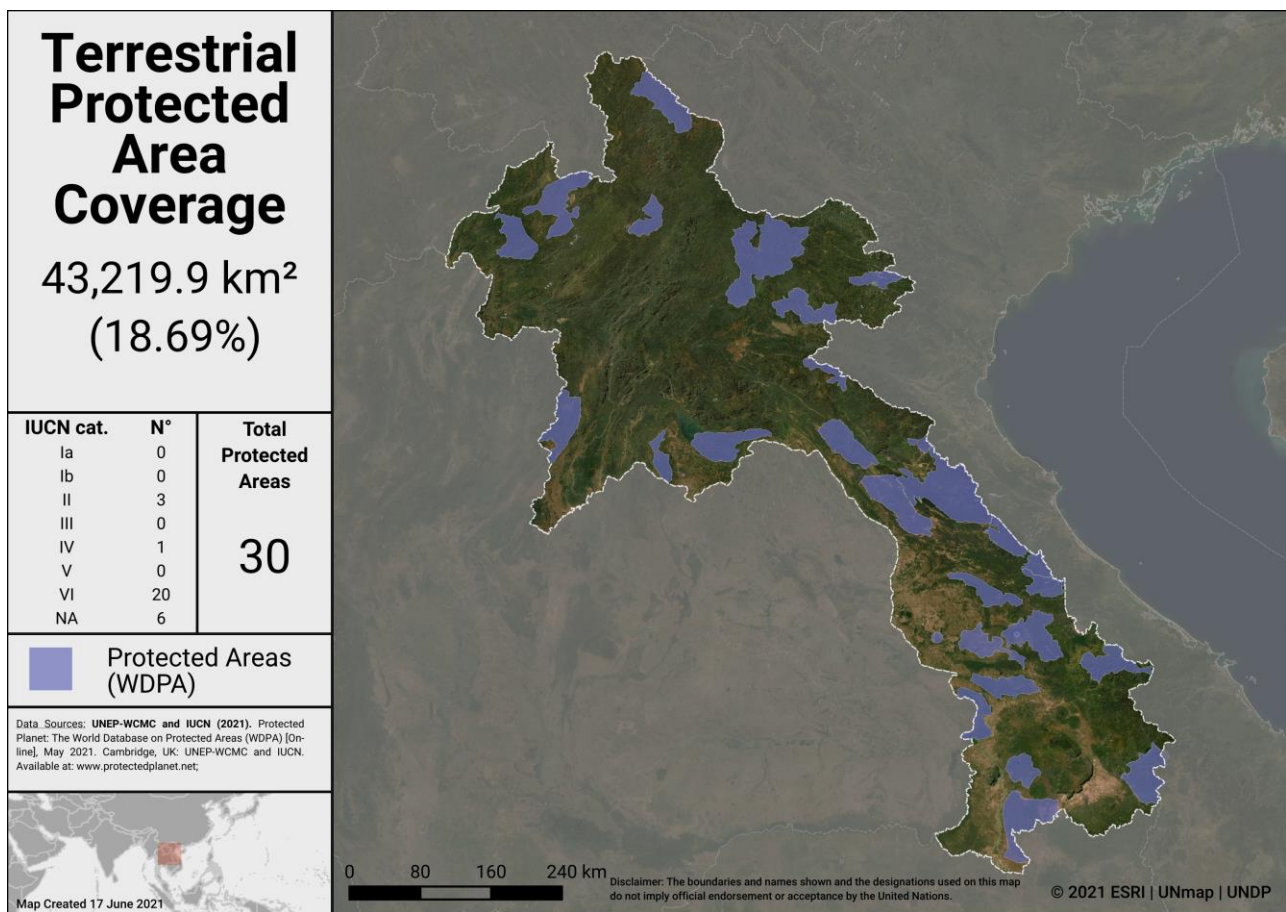 Terrestrial
Protected
Area
Coverage
43,219.9 km²
(18.69%)
IUCN cat. N°
Ia 0
Ib 0
II 3
III 0
IV 1
V 0
VI 20
NA 6
Total
Protected
Areas
30
Protected Areas
(WDPA)
Data Sources: UNEP-WCMC and IUCN (2021). Protected
Planet: The World Database on Protected Areas (WDPA) [On-
line], May 2021. Cambridge, UK: UNEP-WCMC and IUCN.
Available at: www.protectedplanet.net;
Map Created 17 June 2021
0 80 160 240 km
Disclaimer: The boundaries and names shown and the designations used on this map
do not imply official endorsement or acceptance by the United Nations.
© 2021 ESRI | UNmap | UNDP